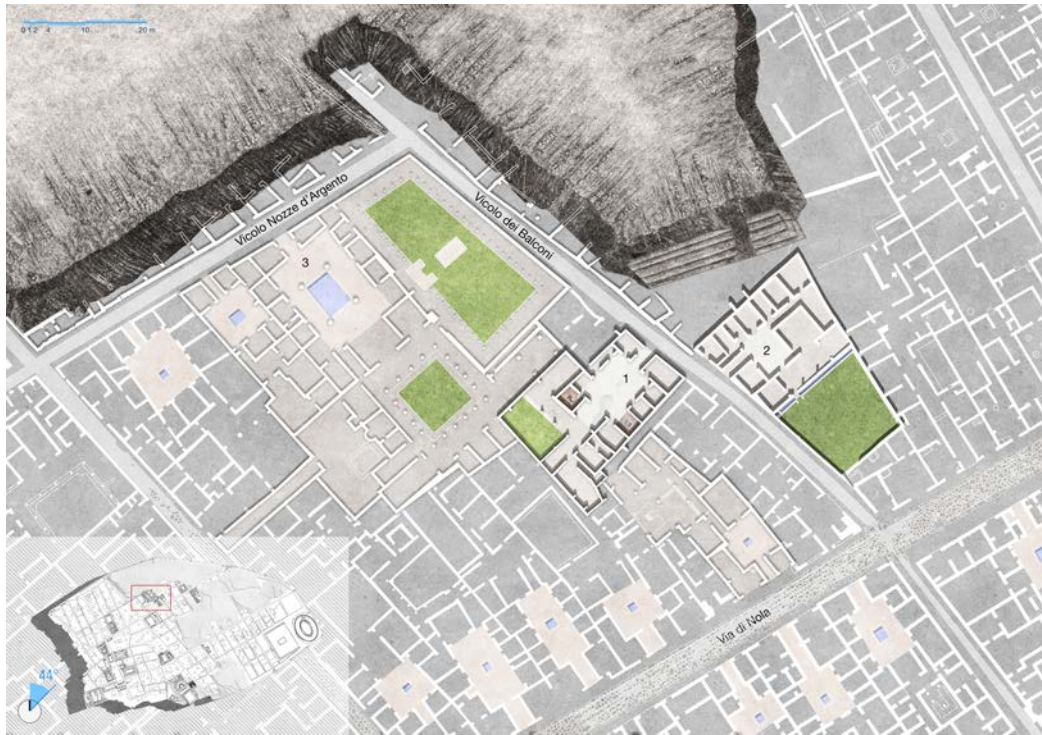 0 1 2 4 10 20 m
Vicolo Nozze d'Argento
Vicolo dei Balconi
3
2
1
Via di Nola
44°